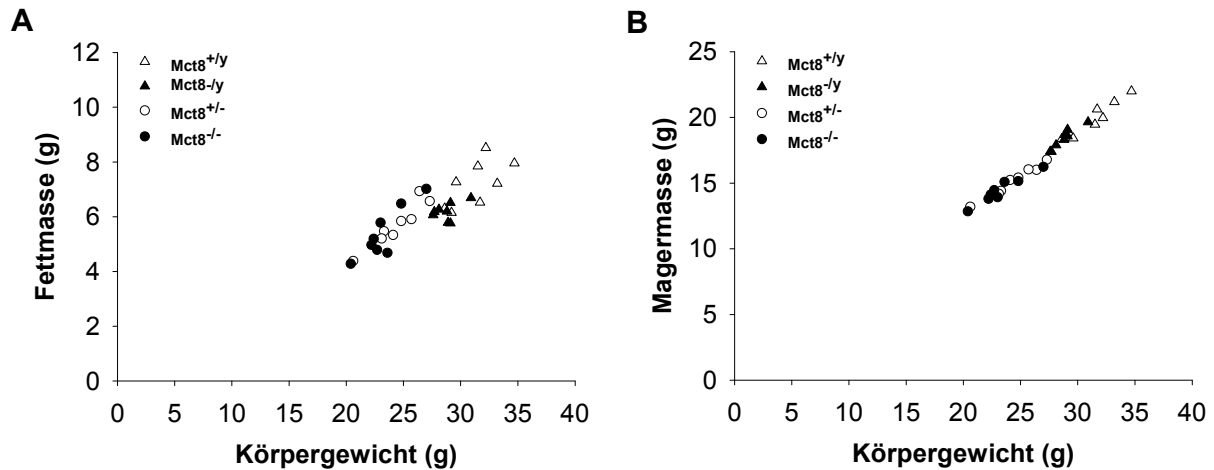 A
12
10
8
6
4
2
0
Fettmasse (g)
Mct8+/y
Mct8-/y
Mct8+/-
Mct8-/-
0 5 10 15 20 25 30 35 40
Körpergewicht (g)
B
25
20
15
10
5
0
Magermasse (g)
Mct8+/y
Mct8-/y
Mct8+/-
Mct8-/-
0 5 10 15 20 25 30 35 40
Körpergewicht (g)